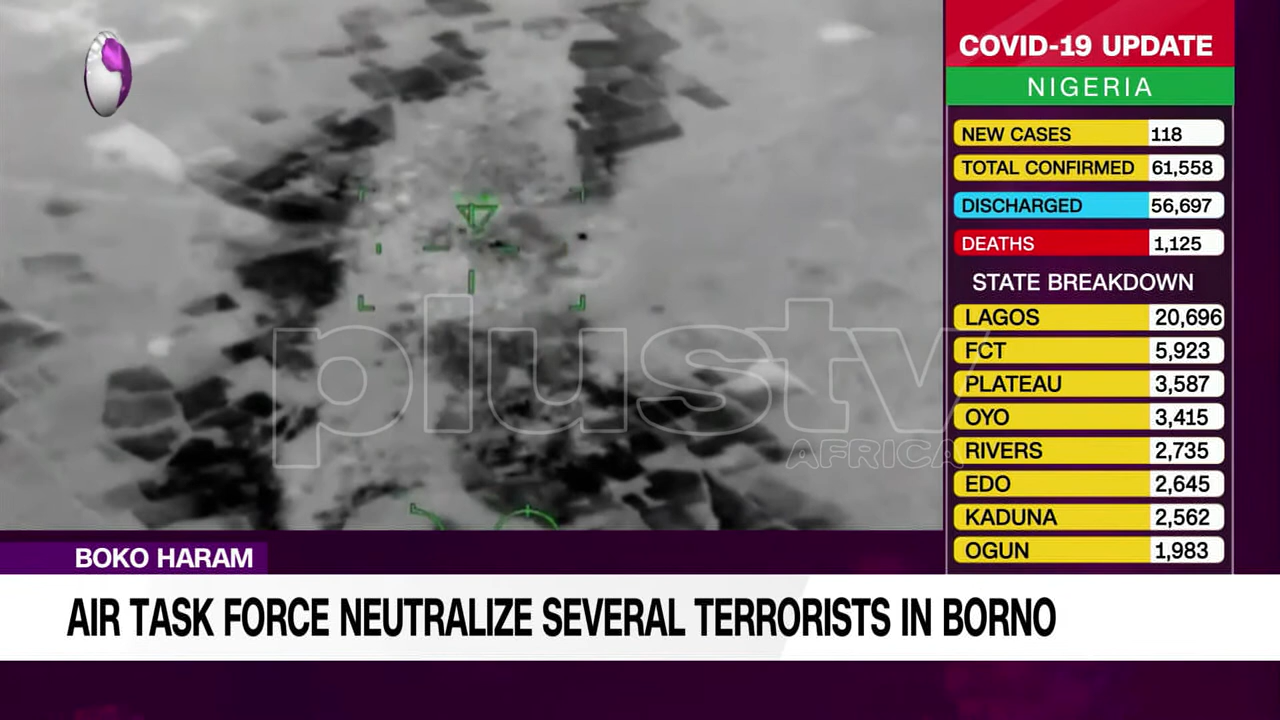 COVID-19 UPDATE
NIGERIA
NEW CASES 118
TOTAL CONFIRMED 61,558
DISCHARGED 56,697
DEATHS 1,125
STATE BREAKDOWN
LAGOS 20,696
FCT 5,923
PLATEAU 3,587
OYO 3,415
RIVERS 2,735
EDO 2,645
KADUNA 2,562
OGUN 1,983
plustv
AFRICA
BOKO HARAM
AIR TASK FORCE NEUTRALIZE SEVERAL TERRORISTS IN BORNO